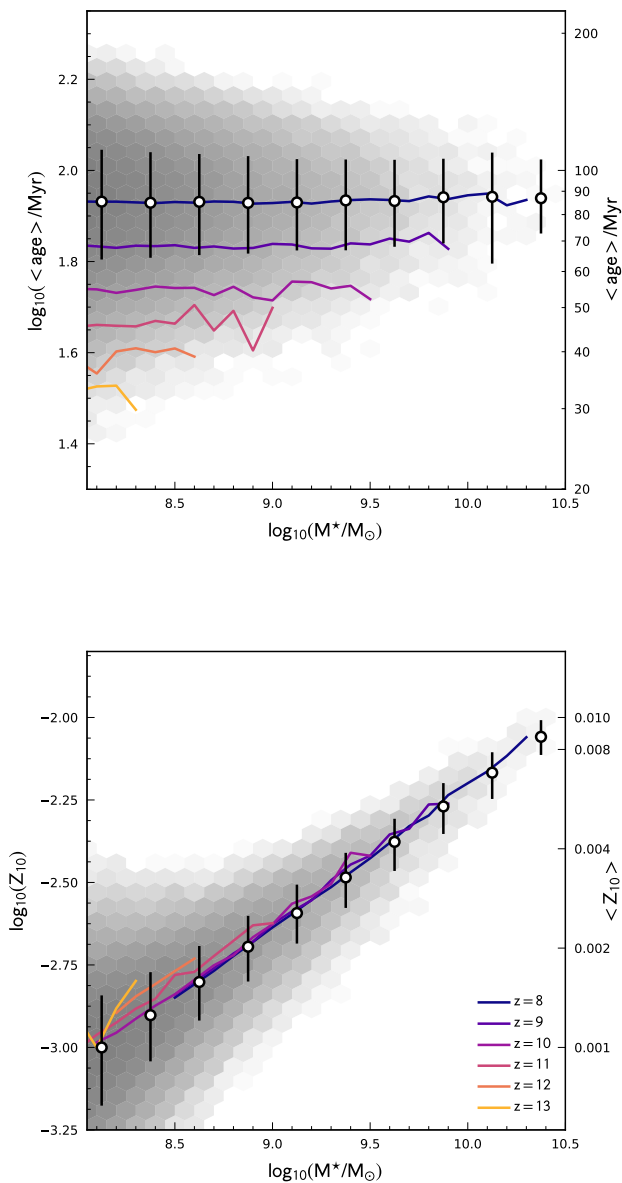 log₁₀(<age>/Myr)
2.2
2.0
1.8
1.6
1.4
200
100
90
80
70
60
50
40
30
20
<age>/Myr
8.5 9.0 9.5 10.0 10.5
log₁₀(M★/M⊙)
log₁₀(Z₁₀)
−2.00
−2.25
−2.50
−2.75
−3.00
−3.25
0.010
0.008
0.004
0.002
0.001
<Z₁₀>
z = 8
z = 9
z = 10
z = 11
z = 12
z = 13
8.5 9.0 9.5 10.0 10.5
log₁₀(M★/M⊙)